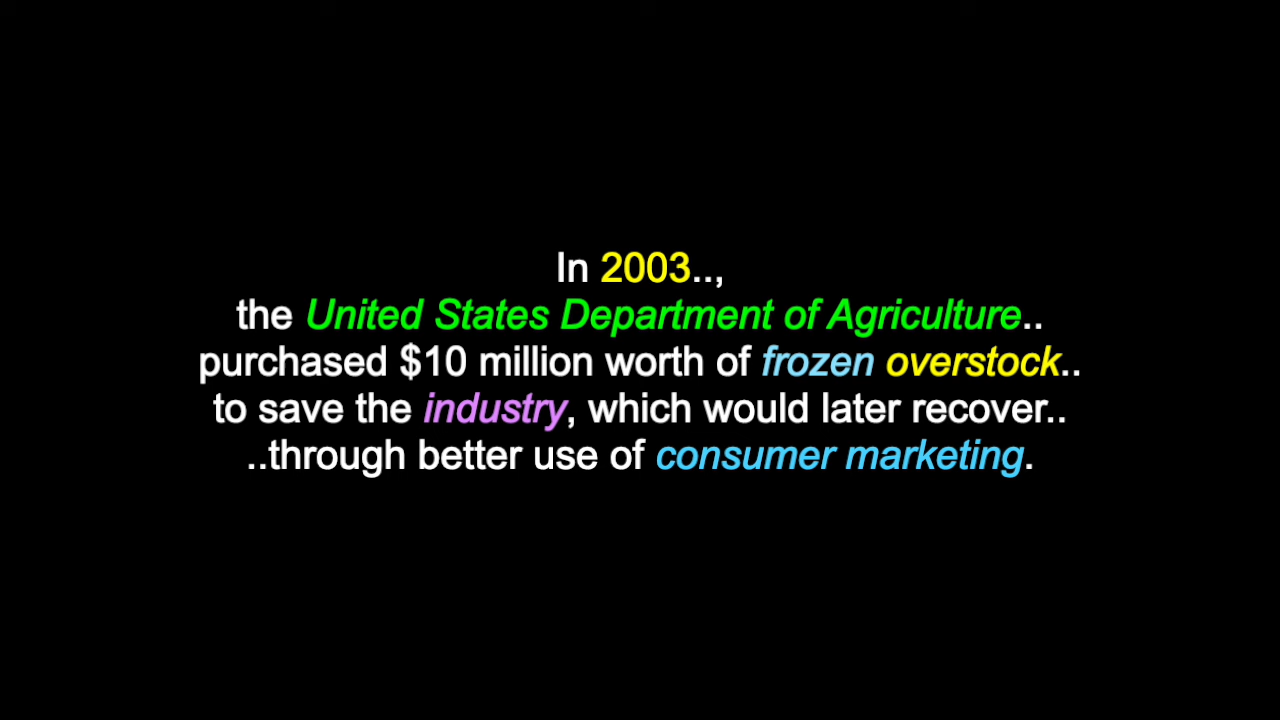 In 2003..,
the United States Department of Agriculture..
purchased $10 million worth of frozen overstock..
to save the industry, which would later recover..
..through better use of consumer marketing.